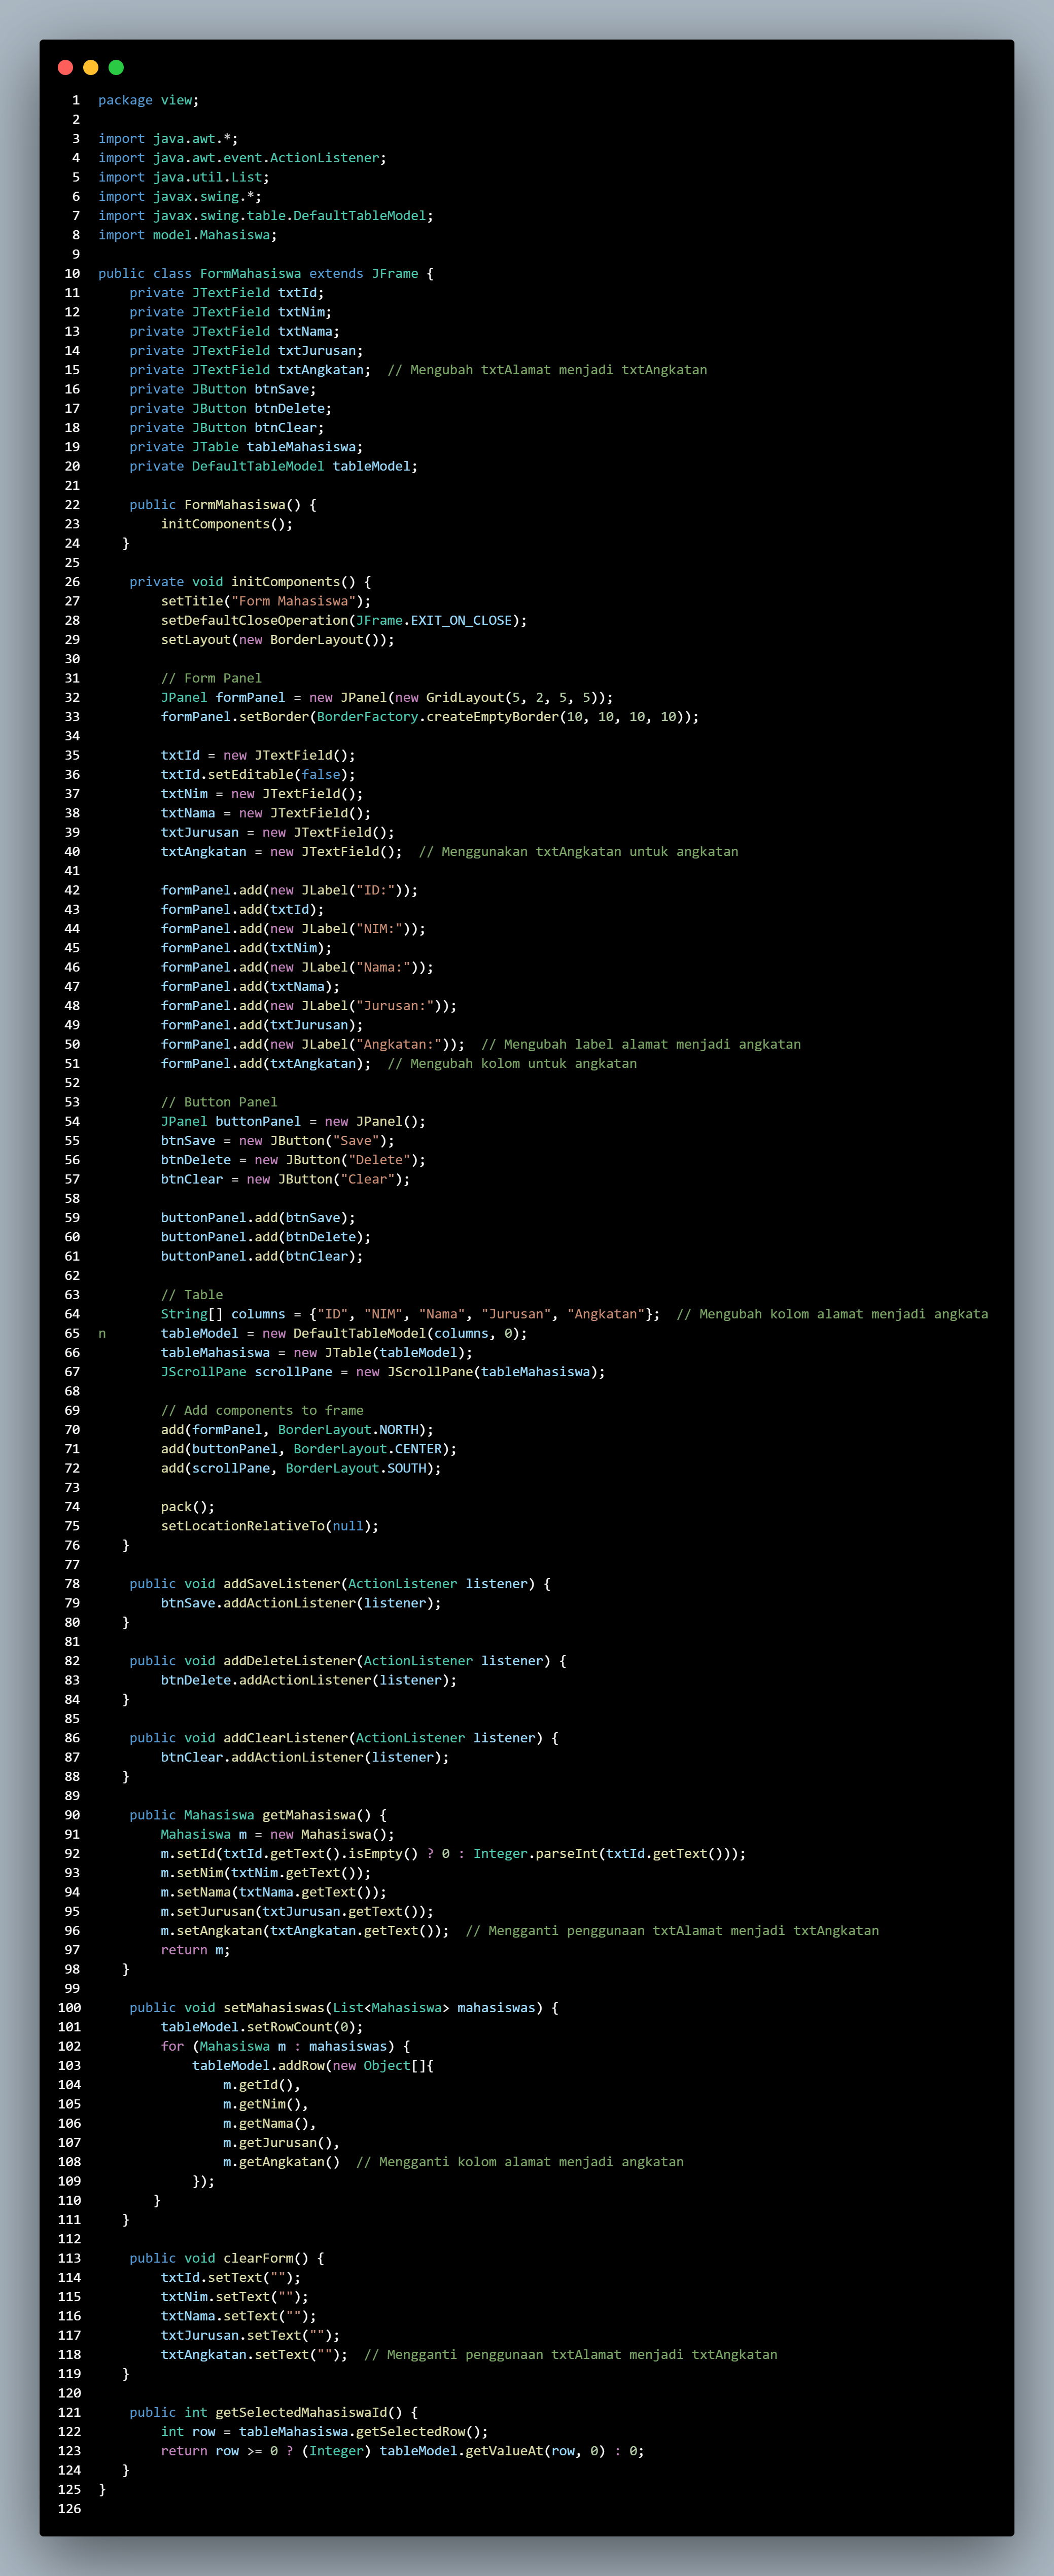 1 package view;
2
3 import java.awt.*;
4 import java.awt.event.ActionListener;
5 import java.util.List;
6 import javax.swing.*;
7 import javax.swing.table.DefaultTableModel;
8 import model.Mahasiswa;
9
10 public class FormMahasiswa extends JFrame {
11     private JTextField txtId;
12     private JTextField txtNim;
13     private JTextField txtNama;
14     private JTextField txtJurusan;
15     private JTextField txtAngkatan;  // Mengubah txtAlamat menjadi txtAngkatan
16     private JButton btnSave;
17     private JButton btnDelete;
18     private JButton btnClear;
19     private JTable tableMahasiswa;
20     private DefaultTableModel tableModel;
21
22     public FormMahasiswa() {
23         initComponents();
24     }
25
26     private void initComponents() {
27         setTitle("Form Mahasiswa");
28         setDefaultCloseOperation(JFrame.EXIT_ON_CLOSE);
29         setLayout(new BorderLayout());
30
31         // Form Panel
32         JPanel formPanel = new JPanel(new GridLayout(5, 2, 5, 5));
33         formPanel.setBorder(BorderFactory.createEmptyBorder(10, 10, 10, 10));
34
35         txtId = new JTextField();
36         txtId.setEditable(false);
37         txtNim = new JTextField();
38         txtNama = new JTextField();
39         txtJurusan = new JTextField();
40         txtAngkatan = new JTextField();  // Menggunakan txtAngkatan untuk angkatan
41
42         formPanel.add(new JLabel("ID:"));
43         formPanel.add(txtId);
44         formPanel.add(new JLabel("NIM:"));
45         formPanel.add(txtNim);
46         formPanel.add(new JLabel("Nama:"));
47         formPanel.add(txtNama);
48         formPanel.add(new JLabel("Jurusan:"));
49         formPanel.add(txtJurusan);
50         formPanel.add(new JLabel("Angkatan:"));  // Mengubah label alamat menjadi angkatan
51         formPanel.add(txtAngkatan);  // Mengubah kolom untuk angkatan
52
53         // Button Panel
54         JPanel buttonPanel = new JPanel();
55         btnSave = new JButton("Save");
56         btnDelete = new JButton("Delete");
57         btnClear = new JButton("Clear");
58
59         buttonPanel.add(btnSave);
60         buttonPanel.add(btnDelete);
61         buttonPanel.add(btnClear);
62
63         // Table
64         String[] columns = {"ID", "NIM", "Nama", "Jurusan", "Angkatan"};  // Mengubah kolom alamat menjadi angkata
65 n       tableModel = new DefaultTableModel(columns, 0);
66         tableMahasiswa = new JTable(tableModel);
67         JScrollPane scrollPane = new JScrollPane(tableMahasiswa);
68
69         // Add components to frame
70         add(formPanel, BorderLayout.NORTH);
71         add(buttonPanel, BorderLayout.CENTER);
72         add(scrollPane, BorderLayout.SOUTH);
73
74         pack();
75         setLocationRelativeTo(null);
76     }
77
78     public void addSaveListener(ActionListener listener) {
79         btnSave.addActionListener(listener);
80     }
81
82     public void addDeleteListener(ActionListener listener) {
83         btnDelete.addActionListener(listener);
84     }
85
86     public void addClearListener(ActionListener listener) {
87         btnClear.addActionListener(listener);
88     }
89
90     public Mahasiswa getMahasiswa() {
91         Mahasiswa m = new Mahasiswa();
92         m.setId(txtId.getText().isEmpty() ? 0 : Integer.parseInt(txtId.getText()));
93         m.setNim(txtNim.getText());
94         m.setNama(txtNama.getText());
95         m.setJurusan(txtJurusan.getText());
96         m.setAngkatan(txtAngkatan.getText());  // Mengganti penggunaan txtAlamat menjadi txtAngkatan
97         return m;
98     }
99
100     public void setMahasiswas(List<Mahasiswa> mahasiswas) {
101         tableModel.setRowCount(0);
102         for (Mahasiswa m : mahasiswas) {
103             tableModel.addRow(new Object[]{
104                 m.getId(),
105                 m.getNim(),
106                 m.getNama(),
107                 m.getJurusan(),
108                 m.getAngkatan()  // Mengganti kolom alamat menjadi angkatan
109             });
110         }
111     }
112
113     public void clearForm() {
114         txtId.setText("");
115         txtNim.setText("");
116         txtNama.setText("");
117         txtJurusan.setText("");
118         txtAngkatan.setText("");  // Mengganti penggunaan txtAlamat menjadi txtAngkatan
119     }
120
121     public int getSelectedMahasiswaId() {
122         int row = tableMahasiswa.getSelectedRow();
123         return row >= 0 ? (Integer) tableModel.getValueAt(row, 0) : 0;
124     }
125 }
126